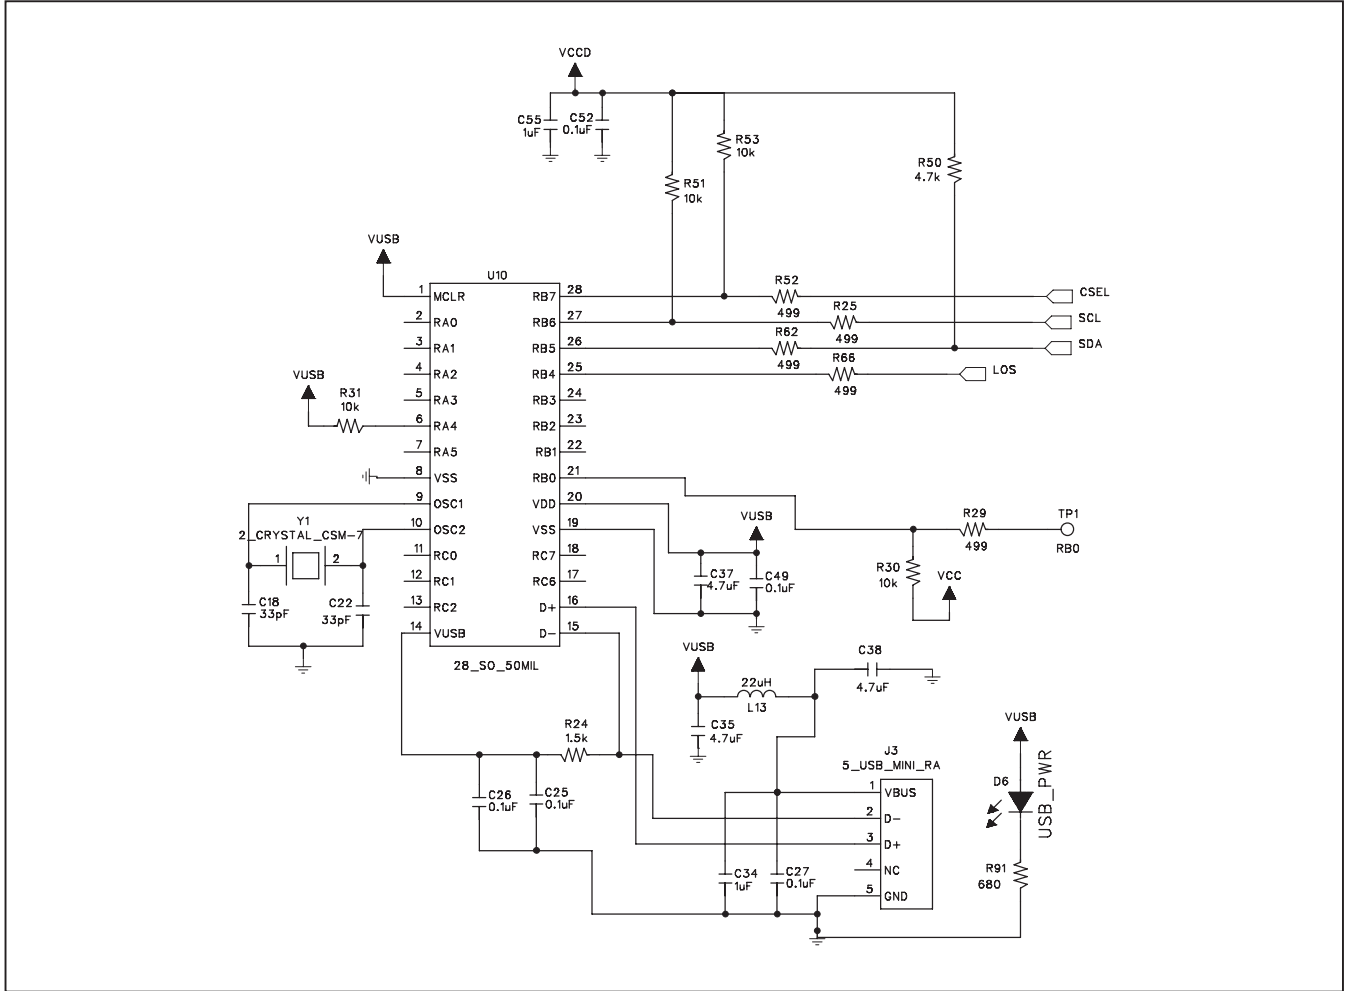 VCCD
C55
1uF
C52
0.1uF
R53
10k
R51
10k
R50
4.7k
VUSB
U10
1 MCLR
2 RA0
3 RA1
4 RA2
5 RA3
6 RA4
7 RA5
8 VSS
9 OSC1
10 OSC2
11 RC0
12 RC1
13 RC2
14 VUSB
RB7 28
RB6 27
RB5 26
RB4 25
RB3 24
RB2 23
RB1 22
RB0 21
VDD 20
VSS 19
RC7 18
RC6 17
D+ 16
D- 15
28_SO_50MIL
R52
499
CSEL
R25
499
SCL
R62
499
SDA
R66
499
LOS
VUSB
R31
10k
Y1
2_CRYSTAL_CSM-7
1 2
C18
33pF
C22
33pF
VUSB
C37
4.7uF
C49
0.1uF
R29
499
TP1
RB0
R30
10k
VCC
VUSB
22uH
L13
C38
4.7uF
C35
4.7uF
R24
1.5k
C26
0.1uF
C25
0.1uF
J3
5_USB_MINI_RA
1 VBUS
2 D-
3 D+
4 NC
5 GND
C34
1uF
C27
0.1uF
VUSB
D6
USB_PWR
R91
680